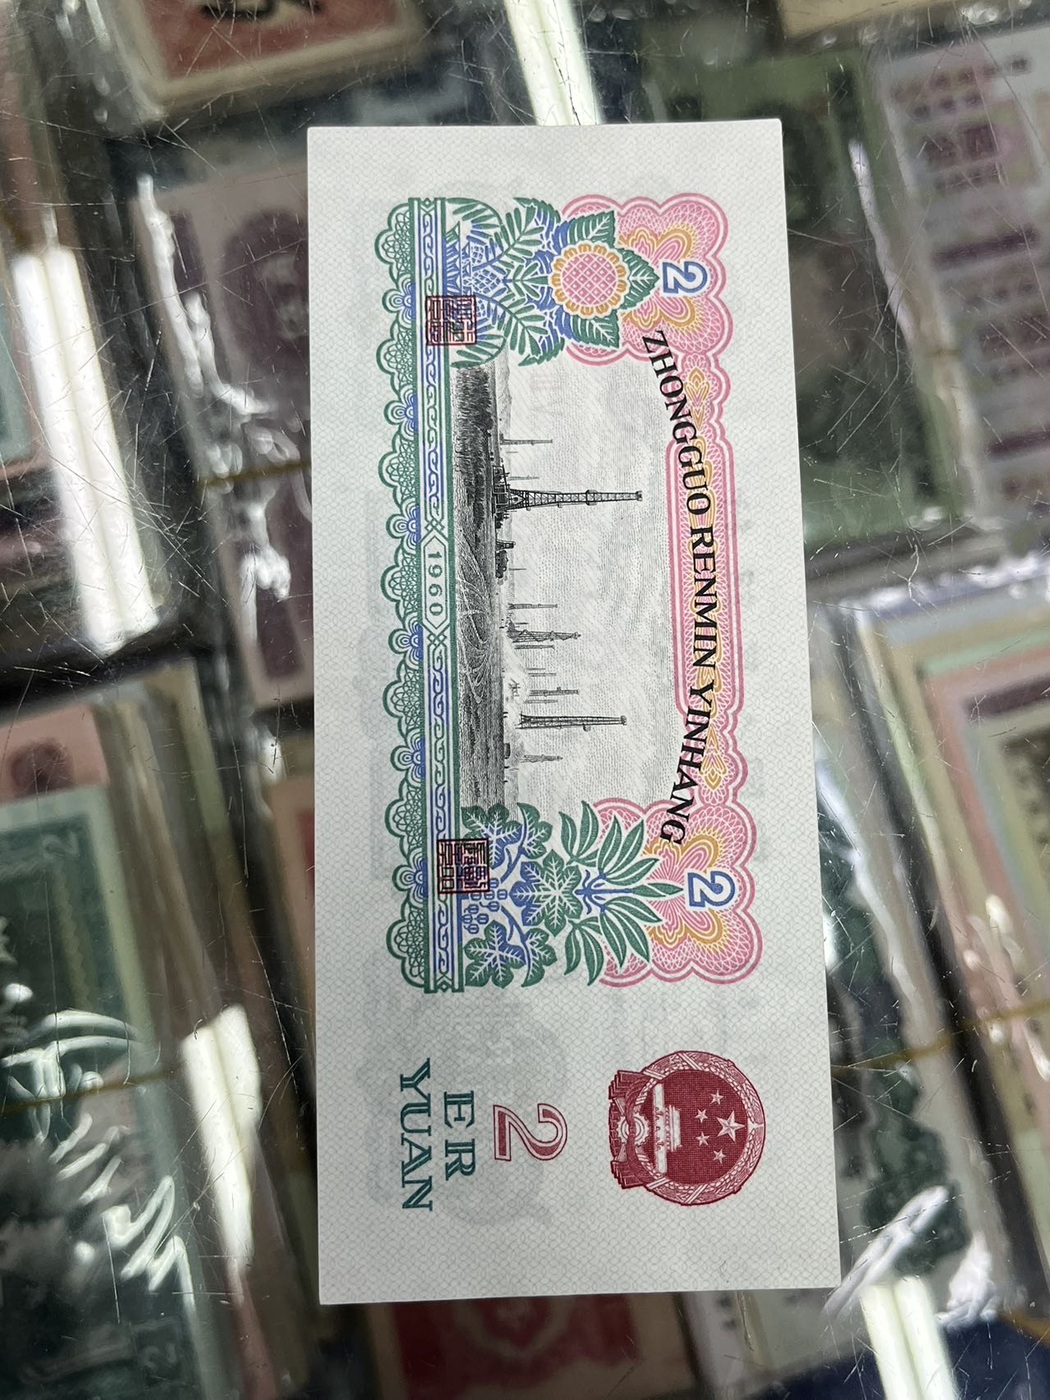 2
ZHONGGUO RENMIN YINHANG
2
1960
2
ER
YUAN